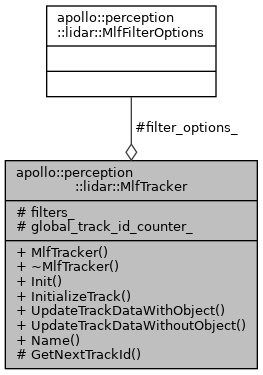 apollo::perception
::lidar::MlfFilterOptions
#filter_options_
apollo::perception
::lidar::MlfTracker
# filters_
# global_track_id_counter_
+ MlfTracker()
+ ~MlfTracker()
+ Init()
+ InitializeTrack()
+ UpdateTrackDataWithObject()
+ UpdateTrackDataWithoutObject()
+ Name()
# GetNextTrackId()